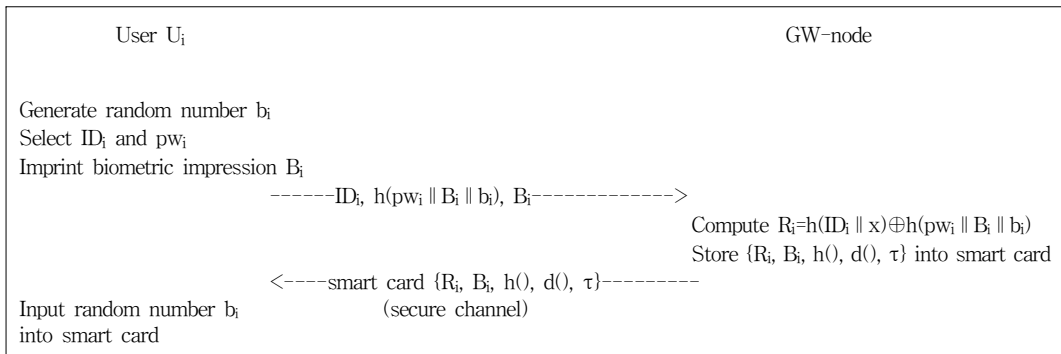 User Uᵢ GW-node
Generate random number bᵢ
Select IDᵢ and pwᵢ
Imprint biometric impression Bᵢ
------IDᵢ, h(pwᵢ∥Bᵢ∥bᵢ), Bᵢ------------->
Compute Rᵢ=h(IDᵢ∥x)⊕h(pwᵢ∥Bᵢ∥bᵢ)
Store {Rᵢ, Bᵢ, h(), d(), τ} into smart card
<----smart card {Rᵢ, Bᵢ, h(), d(), τ}---------
Input random number bᵢ (secure channel)
into smart card